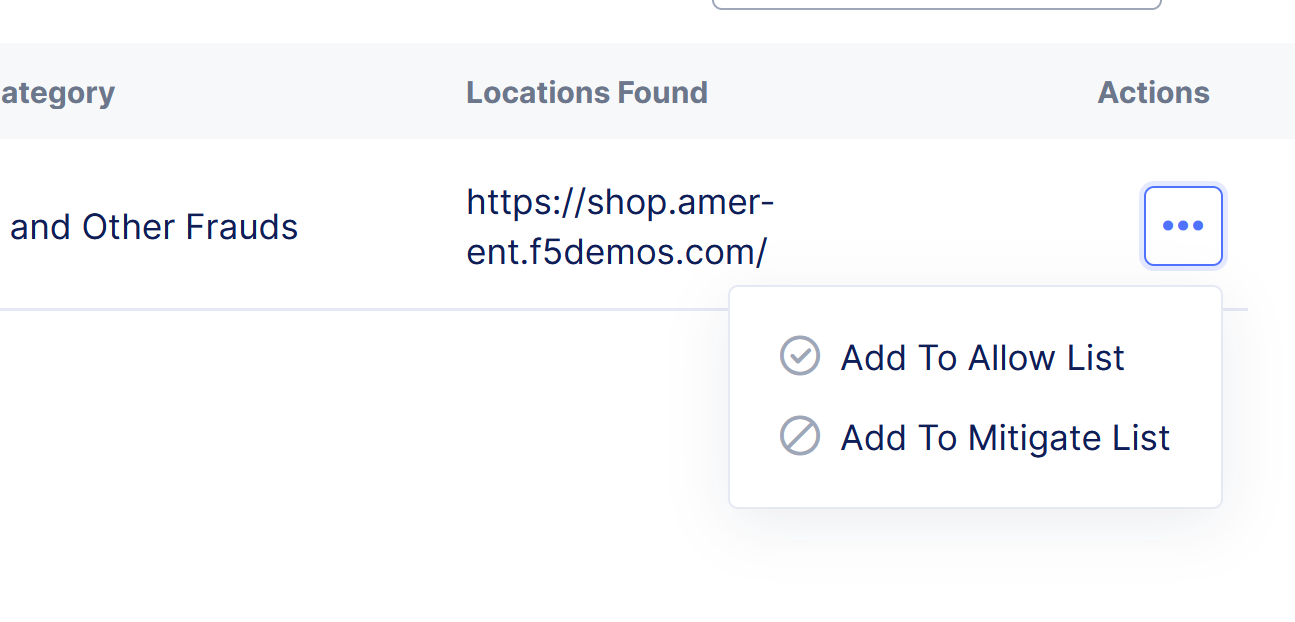 ategory Locations Found Actions
and Other Frauds
https://shop.amer-
ent.f5demos.com/
Add To Allow List
Add To Mitigate List